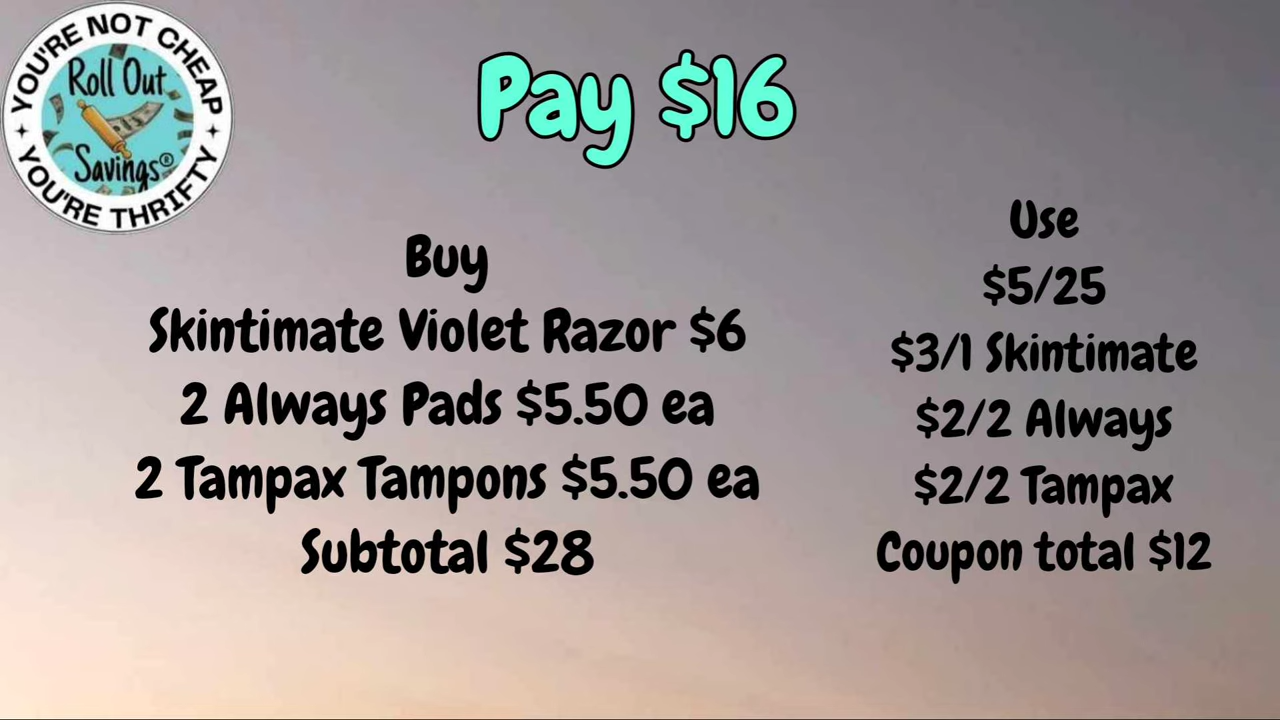 YOU'RE NOT CHEAP
Roll Out
Savings®
YOU'RE THRIFTY
Pay $16
Buy
Skintimate Violet Razor $6
2 Always Pads $5.50 ea
2 Tampax Tampons $5.50 ea
Subtotal $28
Use
$5/25
$3/1 Skintimate
$2/2 Always
$2/2 Tampax
Coupon total $12